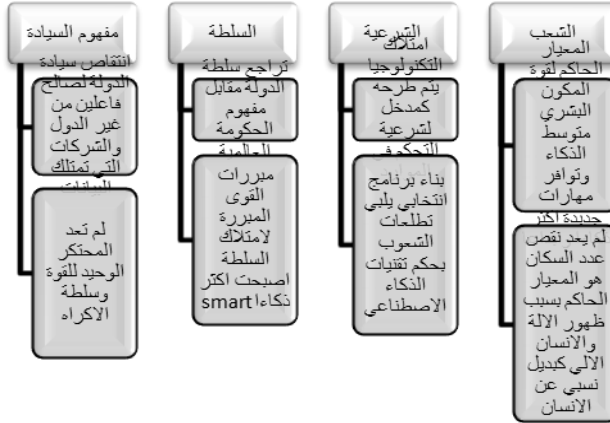 الشعب
المعيار
الحاكم لقوة
المكون
البشري
متوسط
الذكاء
وتوافر
مهارات
جديدة اكثر
لم يعد نقص
عدد السكان
هو المعيار
الحاكم بسبب
ظهور الالة
والانسان
الالي كبديل
نسبي عن
الانسان
الشرعية
امتلاك
التكنولوجيا
يتم طرحه
كمدخل
لشرعية
التحكم في
بناء برنامج
انتخابي يلبي
تطلعات
الشعوب
بحكم تقنيات
الذكاء
الاصطناعي
السلطة
تراجع سلطة
الدولة مقابل
مفهوم
الحكومة
العالمية
مبررات
القوى
المبررة
لامتلاك
السلطة
اصبحت اكثر
ذكاءا smart
مفهوم السيادة
انتقاص سيادة
الدولة لصالح
فاعلين من
غير الدول
والشركات
التي تمتلك
البيانات
لم تعد
المحتكر
الوحيد للقوة
وسلطة
الاكراه